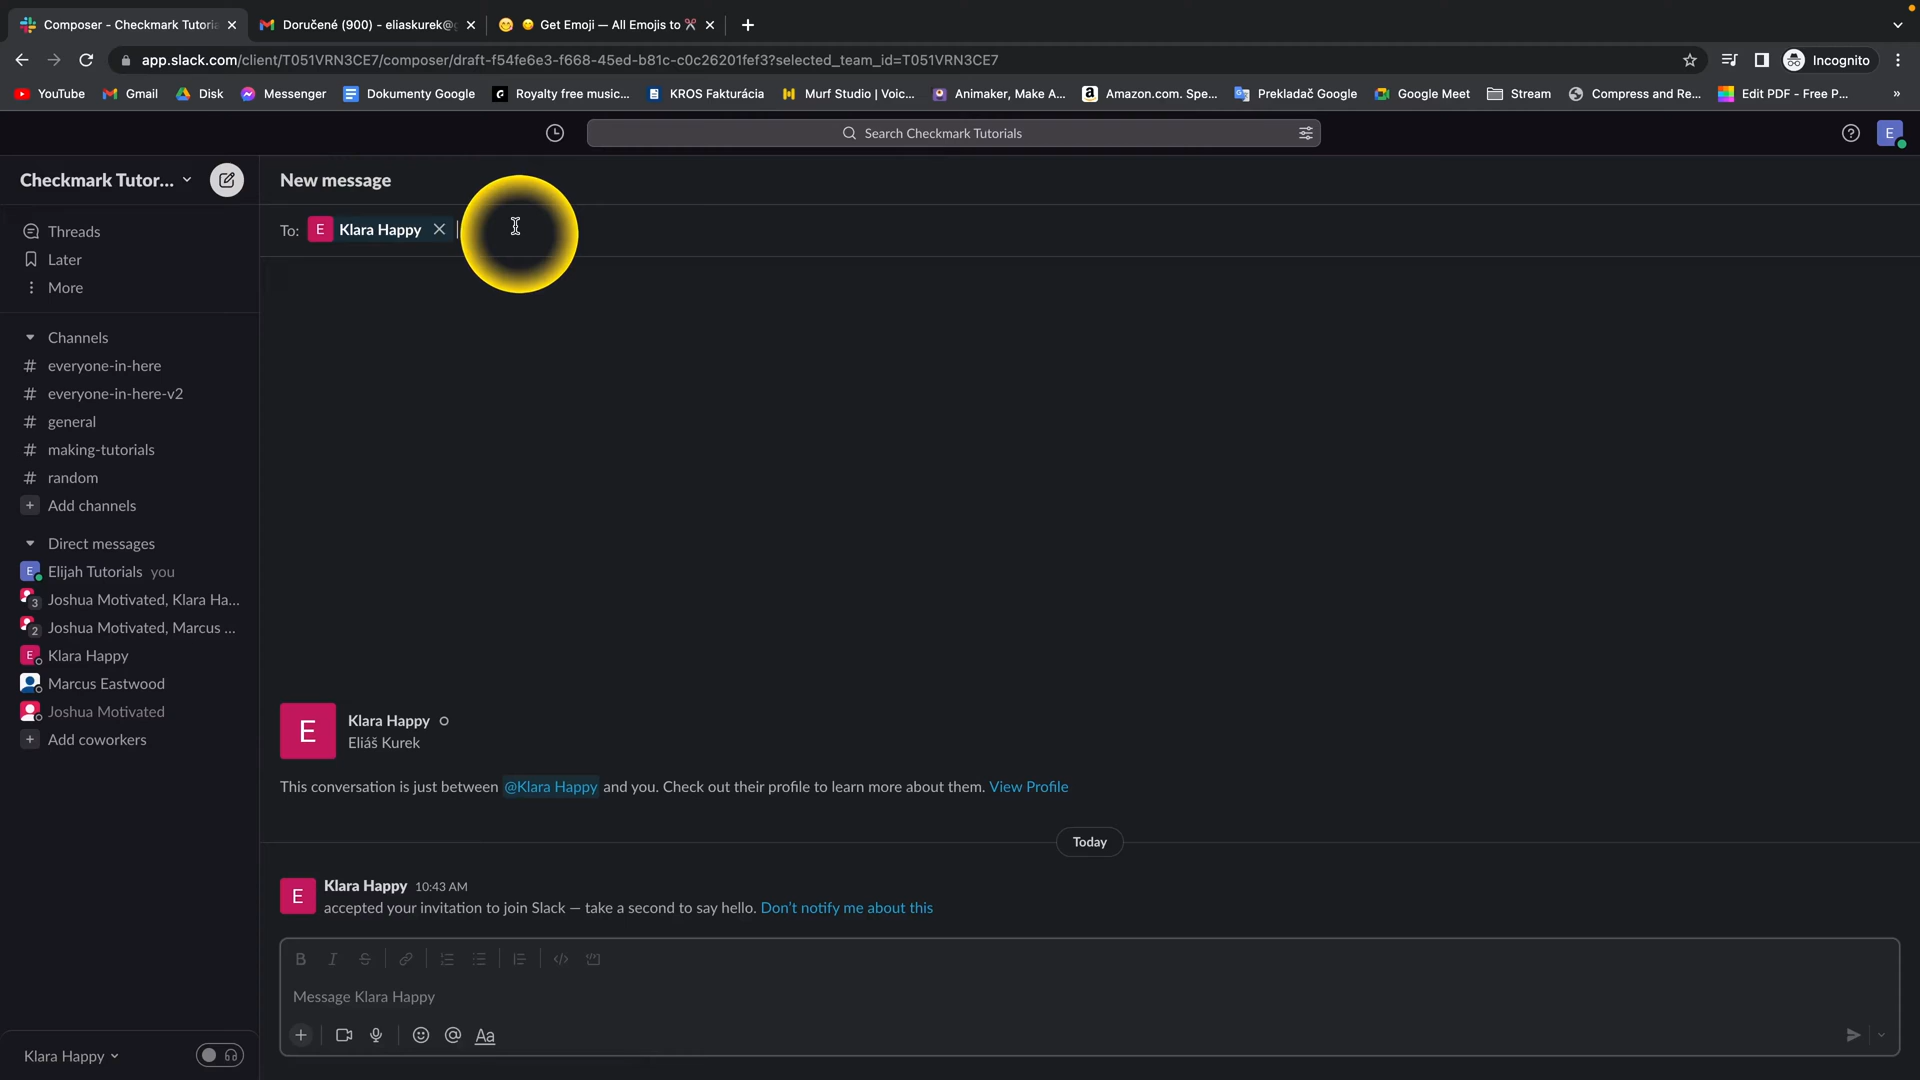 Composer - Checkmark Tutoria
Doručené (900) - eliaskurek@g
Get Emoji — All Emojis to ✂️
app.slack.com/client/T051VRN3CE7/composer/draft-f54fe6e3-f668-45ed-b81c-c0c26201fef3?selected_team_id=T051VRN3CE7
Incognito
YouTube
Gmail
Disk
Messenger
Dokumenty Google
Royalty free music...
KROS Fakturácia
Murf Studio | Voic...
Animaker, Make A...
Amazon.com. Spe...
Prekladač Google
Google Meet
Stream
Compress and Re...
Edit PDF - Free P...
»
Search Checkmark Tutorials
E
Checkmark Tutor...
New message
To: E Klara Happy
Threads
Later
More
Channels
# everyone-in-here
# everyone-in-here-v2
# general
# making-tutorials
# random
+ Add channels
Direct messages
E Elijah Tutorials you
3 Joshua Motivated, Klara Ha...
2 Joshua Motivated, Marcus ...
E Klara Happy
Marcus Eastwood
Joshua Motivated
+ Add coworkers
Klara Happy
E
Klara Happy
Eliáš Kurek
This conversation is just between @Klara Happy and you. Check out their profile to learn more about them. View Profile
Today
E
Klara Happy 10:43 AM
accepted your invitation to join Slack — take a second to say hello. Don't notify me about this
B I S
Message Klara Happy
+ @ Aa